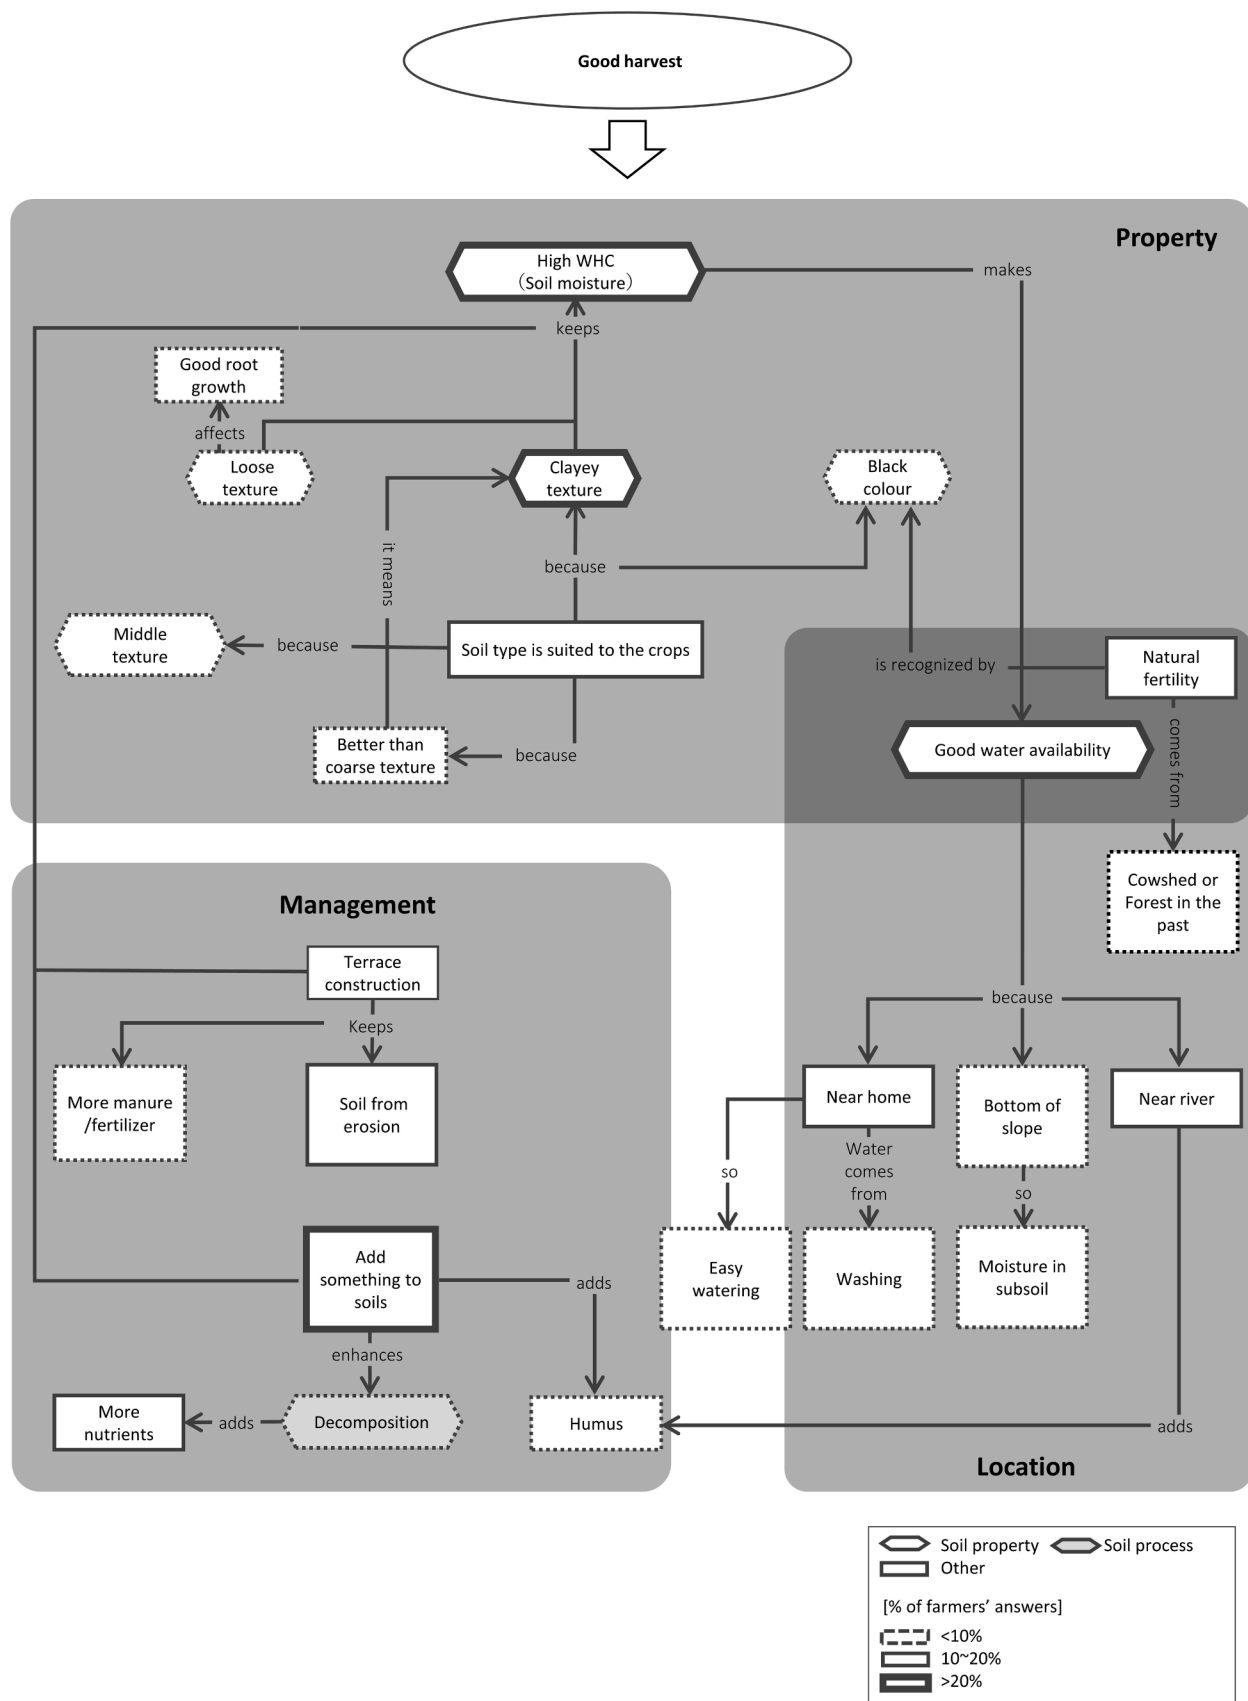 Good harvest
Property
High WHC
（Soil moisture）
makes
keeps
Good root
growth
affects
Loose
texture
Clayey
texture
Black
colour
it means
because
Middle
texture
because
Soil type is suited to the crops
is recognized by
Natural
fertility
Better than
coarse texture
because
Good water availability
comes from
Cowshed or
Forest in the
past
Management
Terrace
construction
Keeps
More manure
/fertilizer
Soil from
erosion
because
Near home
Bottom of
slope
Near river
Water
comes
from
so
so
Easy
watering
Washing
Moisture in
subsoil
Add
something to
soils
adds
enhances
More
nutrients
adds
Decomposition
Humus
adds
Location
Soil property
Soil process
Other
[% of farmers’ answers]
<10%
10~20%
>20%